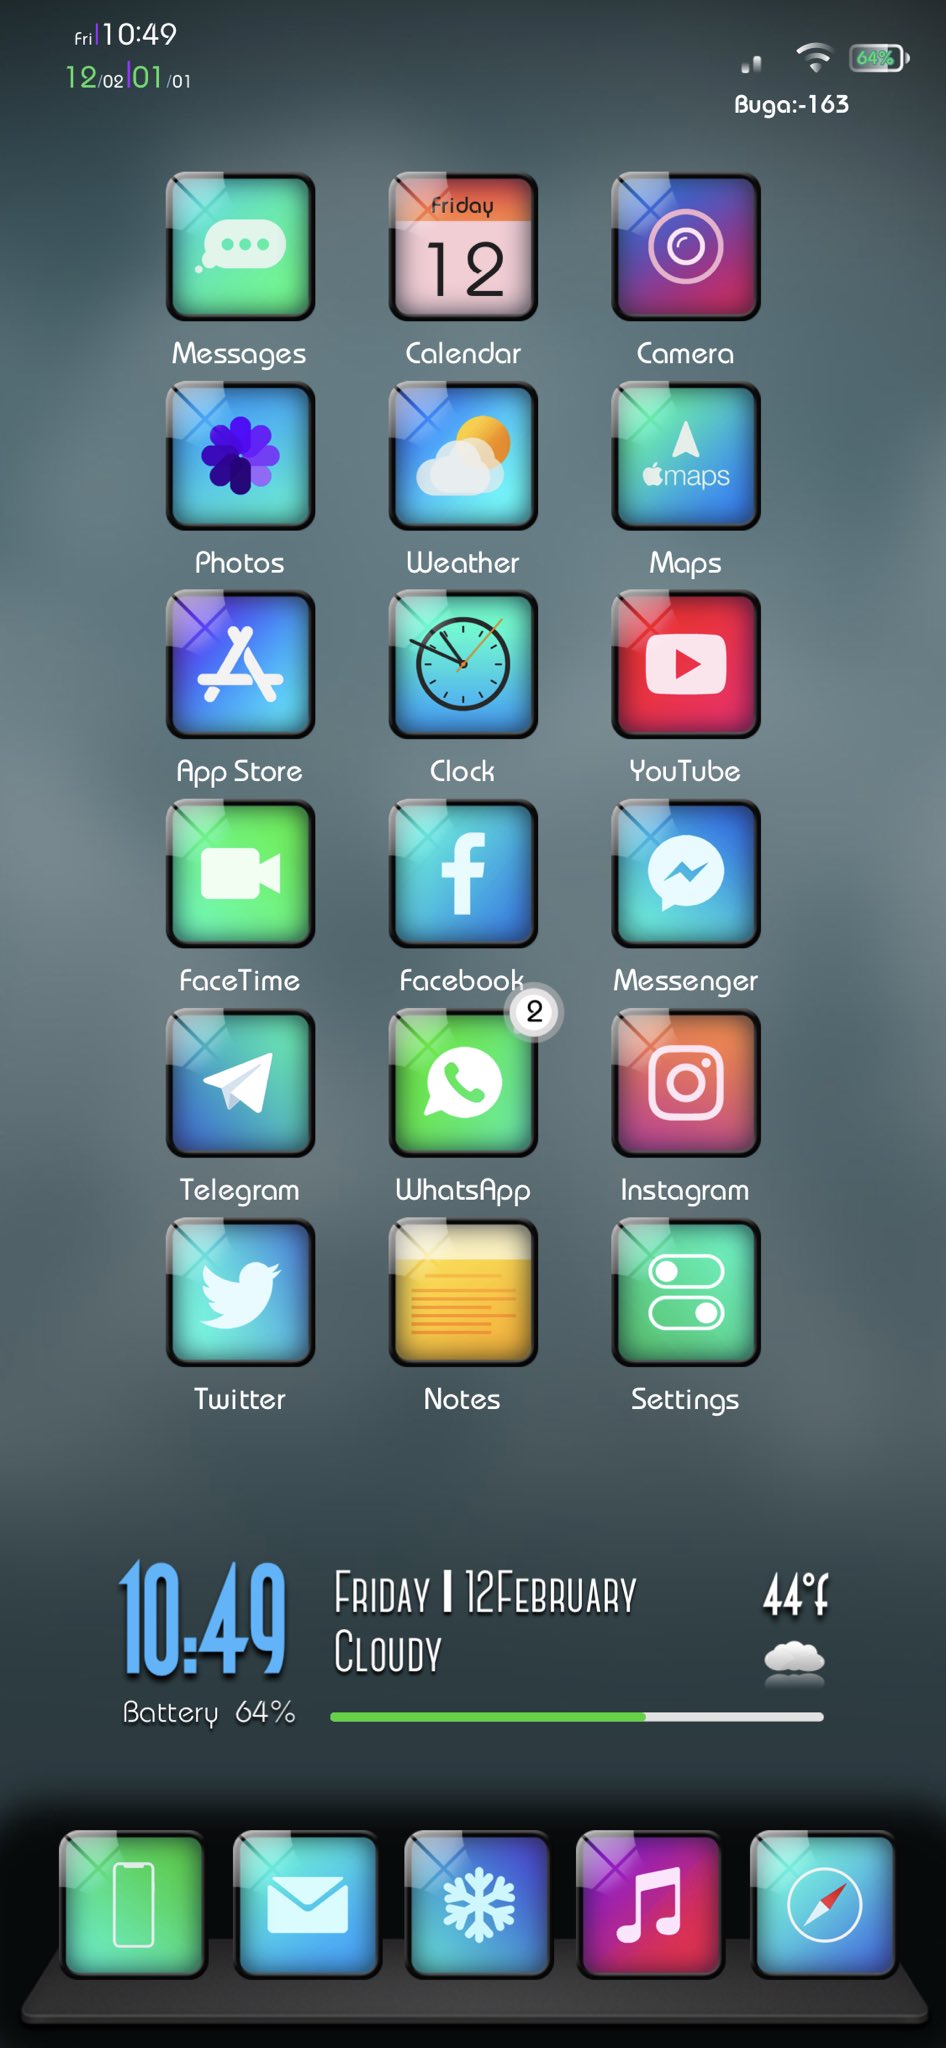 Fri|10:49
12/02|01/01
64%
Buga:-163
Friday
12
Messages Calendar Camera
maps
Photos Weather Maps
App Store Clock YouTube
FaceTime Facebook Messenger
2
Telegram WhatsApp Instagram
Twitter Notes Settings
10:49 FRIDAY | 12FEBRUARY 44°F
CLOUDY
Battery 64%